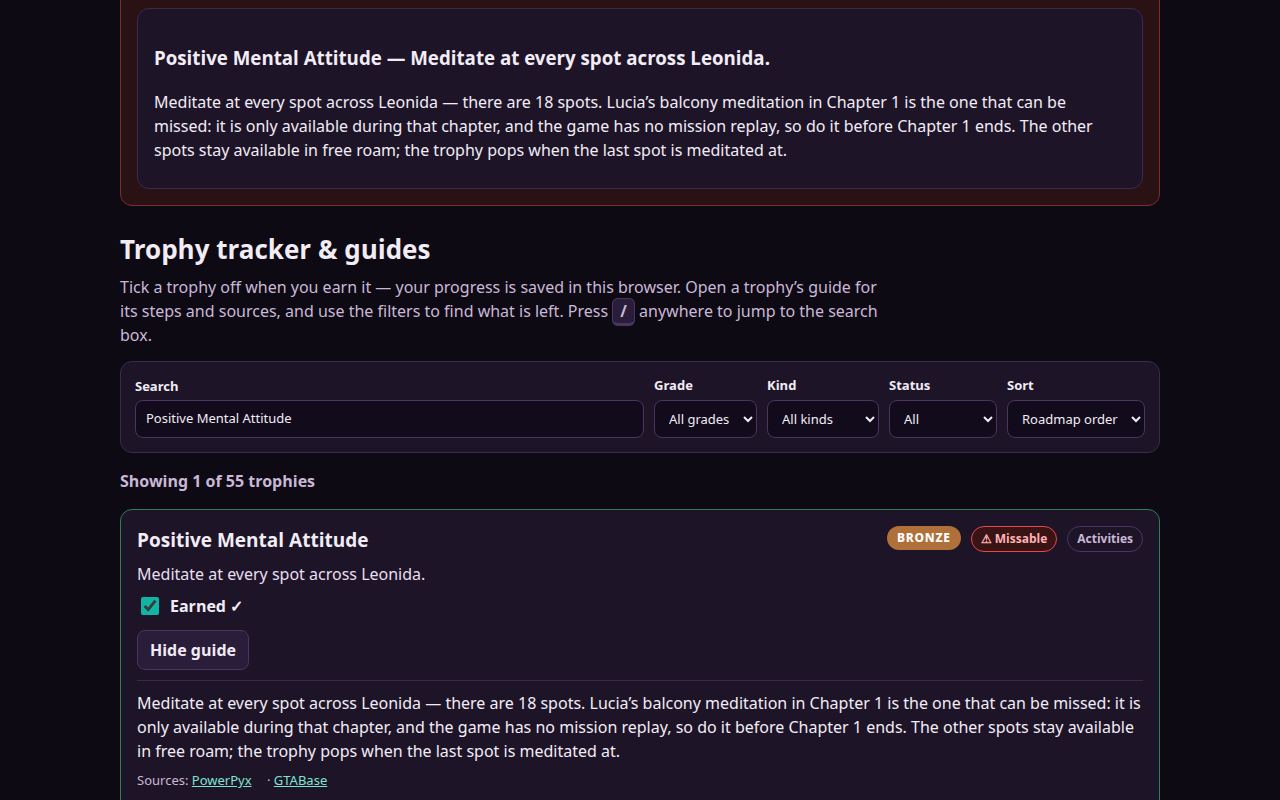 Positive Mental Attitude — Meditate at every spot across Leonida.
Meditate at every spot across Leonida — there are 18 spots. Lucia’s balcony meditation in Chapter 1 is the one that can be
missed: it is only available during that chapter, and the game has no mission replay, so do it before Chapter 1 ends. The other
spots stay available in free roam; the trophy pops when the last spot is meditated at.
Trophy tracker & guides
Tick a trophy off when you earn it — your progress is saved in this browser. Open a trophy’s guide for
its steps and sources, and use the filters to find what is left. Press / anywhere to jump to the search
box.
Search Grade Kind Status Sort
Positive Mental Attitude All grades All kinds All Roadmap order
Showing 1 of 55 trophies
Positive Mental Attitude BRONZE ⚠ Missable Activities
Meditate at every spot across Leonida.
Earned ✓
Hide guide
Meditate at every spot across Leonida — there are 18 spots. Lucia’s balcony meditation in Chapter 1 is the one that can be missed: it is
only available during that chapter, and the game has no mission replay, so do it before Chapter 1 ends. The other spots stay available
in free roam; the trophy pops when the last spot is meditated at.
Sources: PowerPyx · GTABase